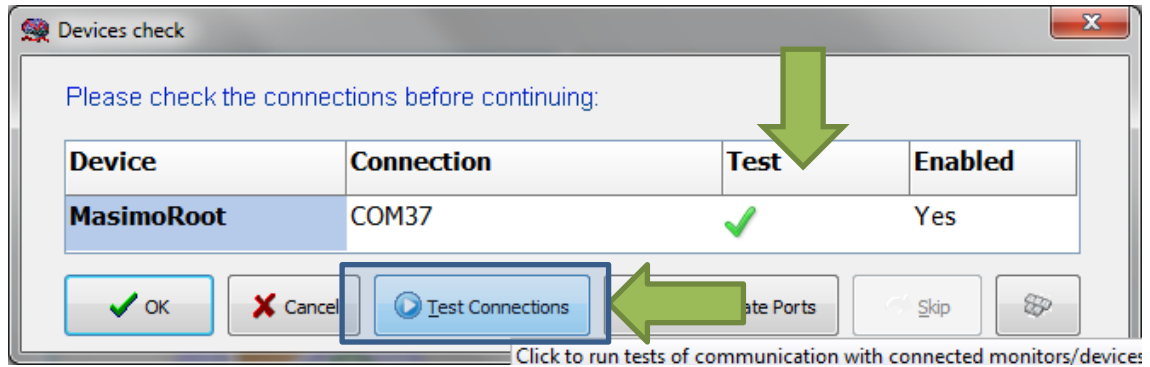 Devices check
Please check the connections before continuing:
Device Connection Test Enabled
MasimoRoot COM37 Yes
OK Cancel Test Connections ate Ports Skip
Click to run tests of communication with connected monitors/devices